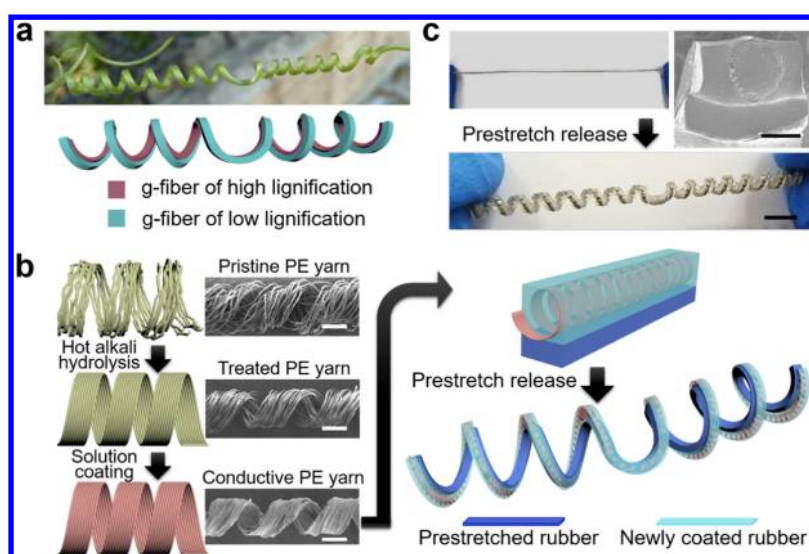 a
g-fiber of high lignification
g-fiber of low lignification
c
Prestretch release
b
Pristine PE yarn
Hot alkali
hydrolysis
Treated PE yarn
Solution
coating
Conductive PE yarn
Prestretch release
Prestretched rubber
Newly coated rubber